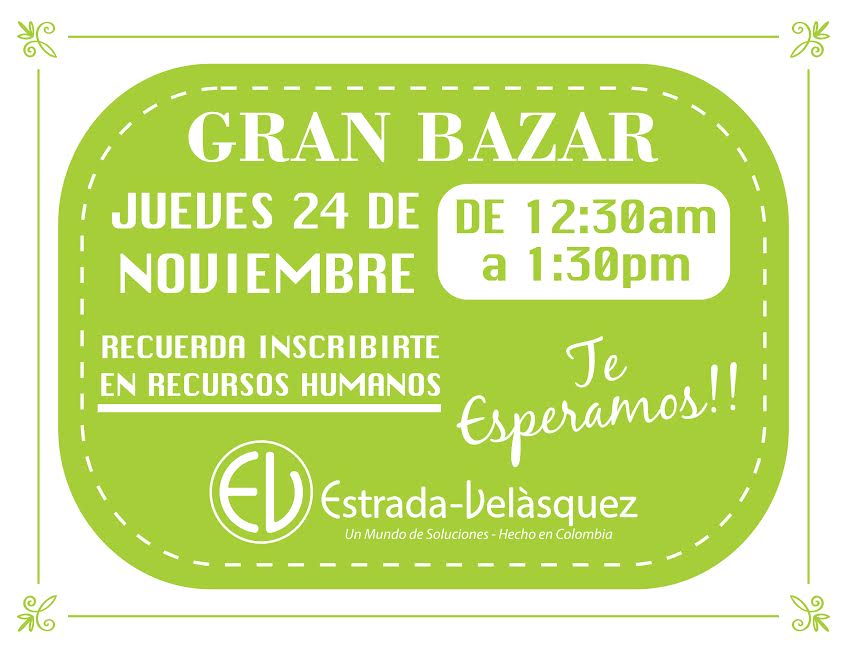 GRAN BAZAR
JUEVES 24 DE
NOVIEMBRE
DE 12:30am
a 1:30pm
RECUERDA INSCRIBIRTE
EN RECURSOS HUMANOS
Te
Esperamos!!
EV
Estrada-Velàsquez
Un Mundo de Soluciones - Hecho en Colombia